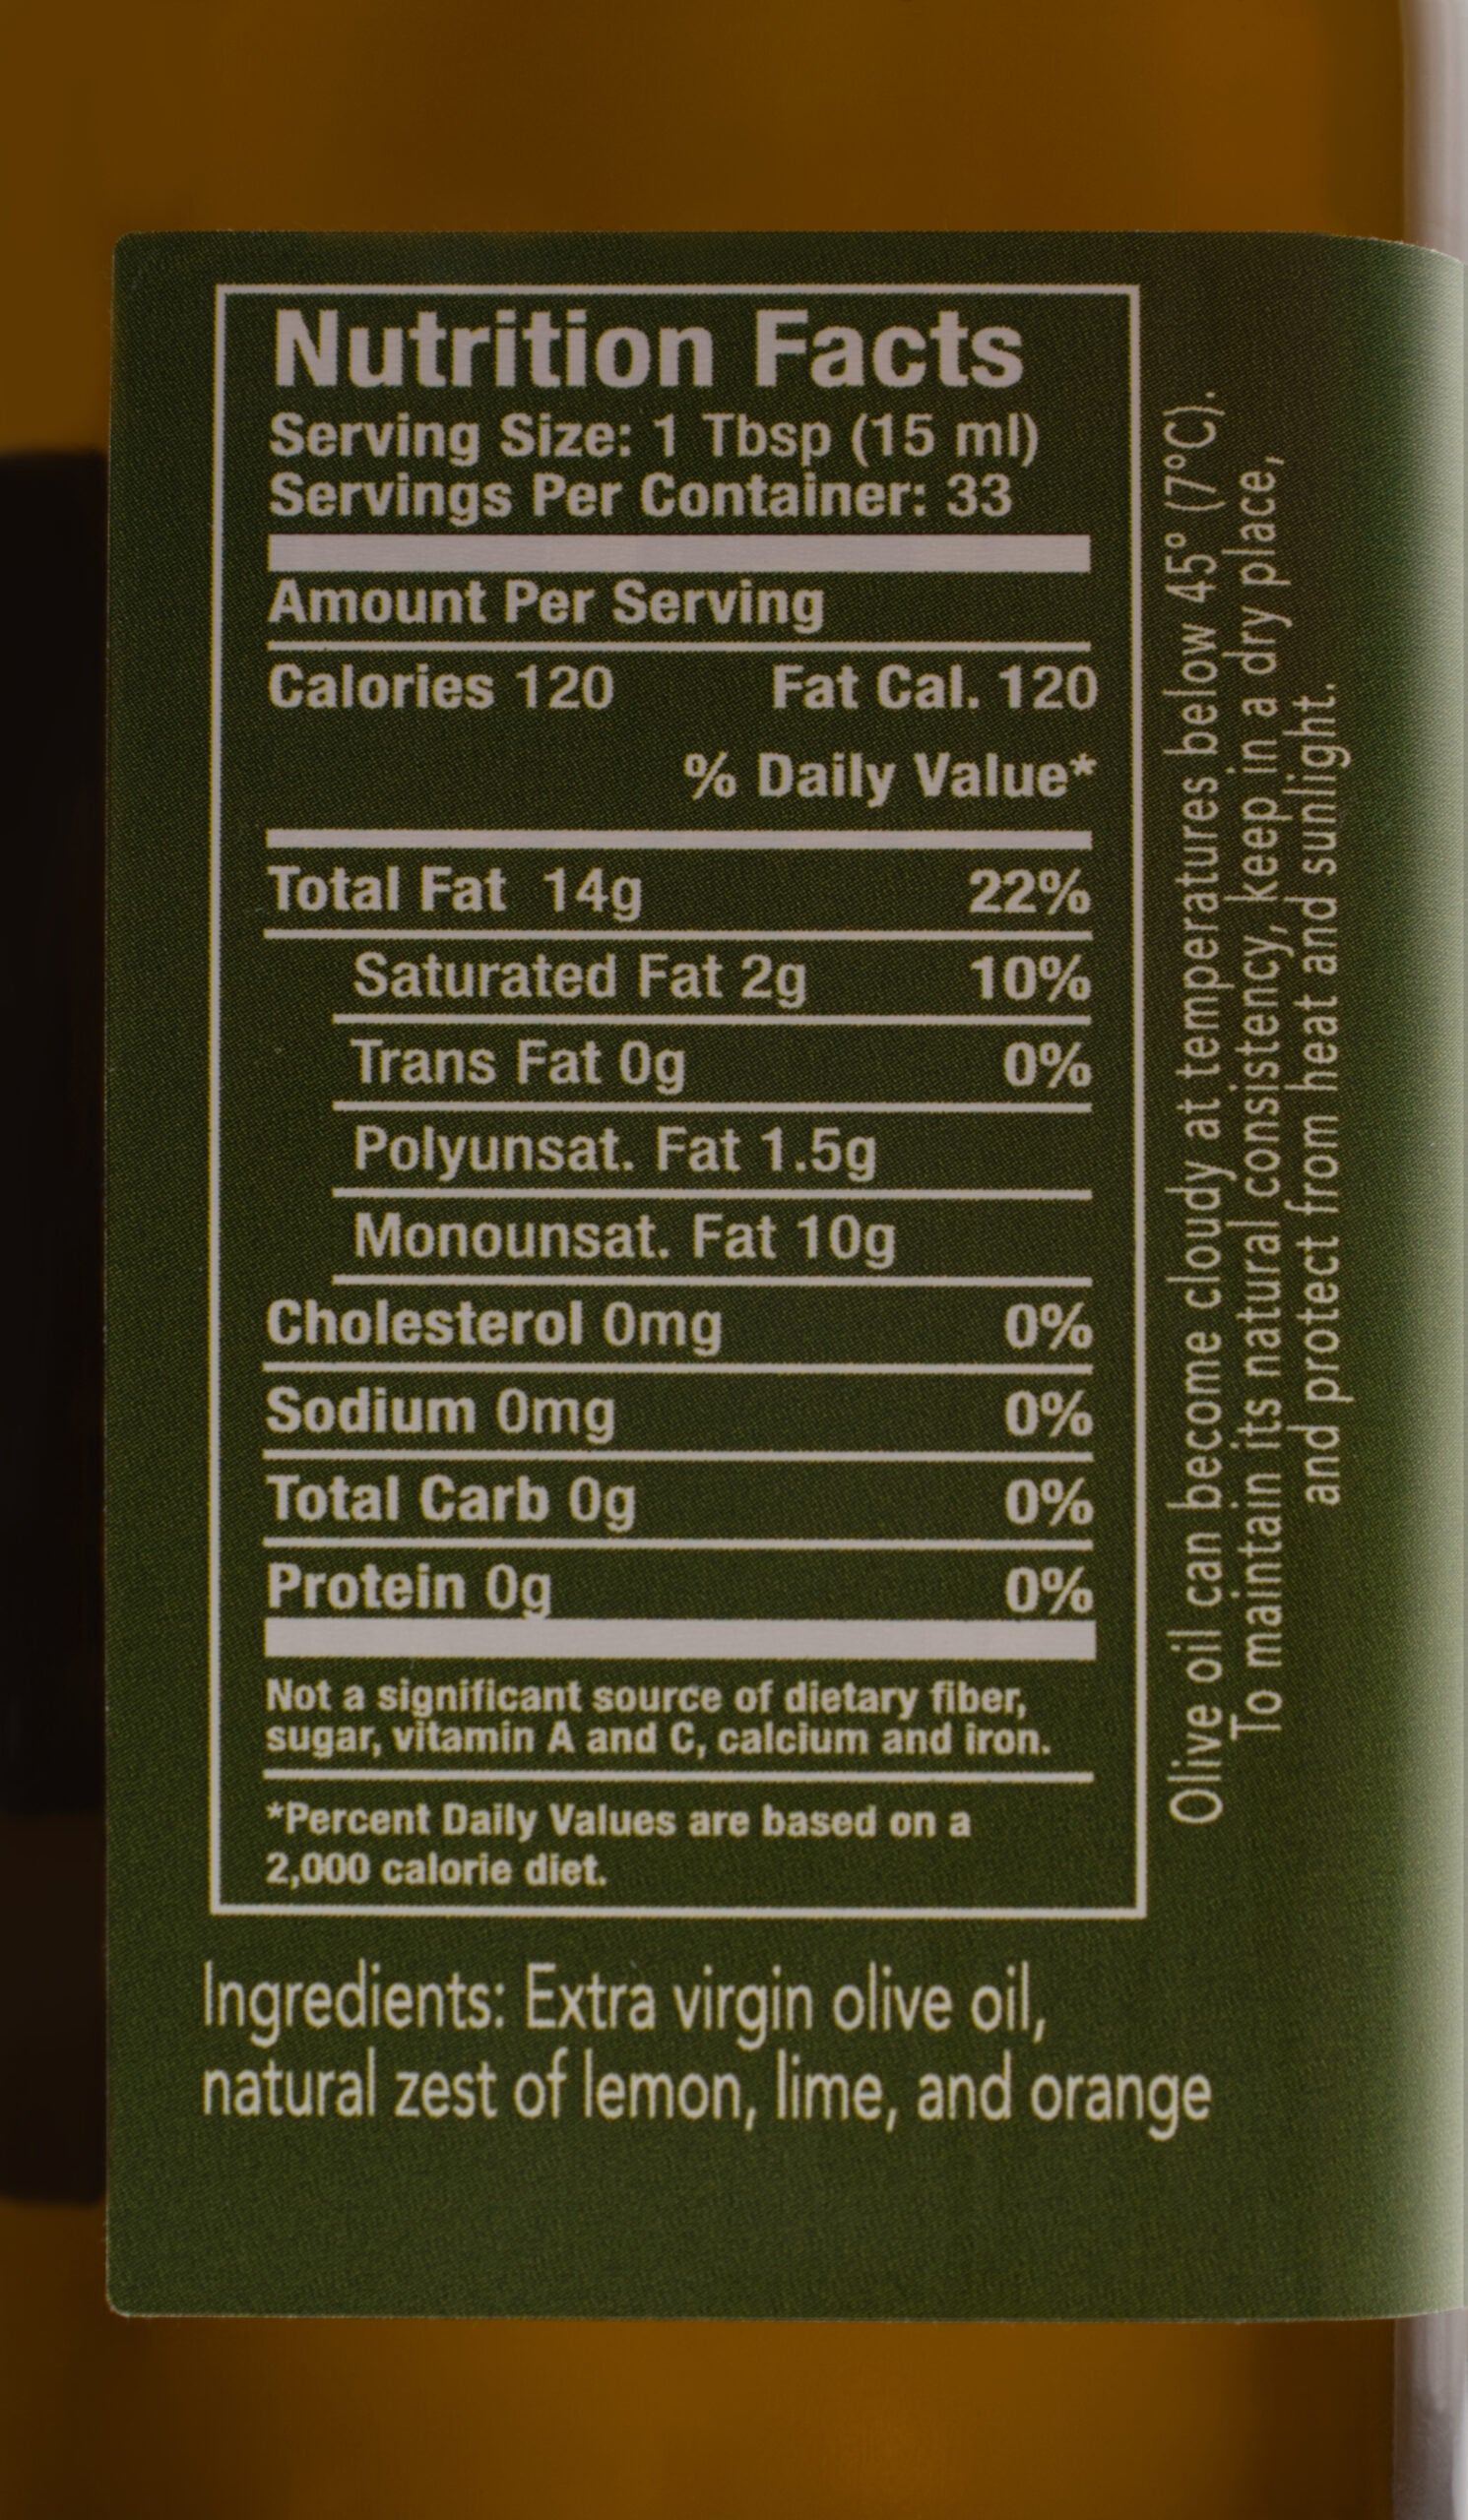 Nutrition Facts
Serving Size: 1 Tbsp (15 ml)
Servings Per Container: 33
Amount Per Serving
Calories 120 Fat Cal. 120
% Daily Value*
Total Fat 14g 22%
Saturated Fat 2g 10%
Trans Fat 0g 0%
Polyunsat. Fat 1.5g
Monounsat. Fat 10g
Cholesterol 0mg 0%
Sodium 0mg 0%
Total Carb 0g 0%
Protein 0g 0%
Not a significant source of dietary fiber,
sugar, vitamin A and C, calcium and iron.
*Percent Daily Values are based on a
2,000 calorie diet.
Ingredients: Extra virgin olive oil,
natural zest of lemon, lime, and orange
Olive oil can become cloudy at temperatures below 45° (7°C).
To maintain its natural consistency, keep in a dry place,
and protect from heat and sunlight.